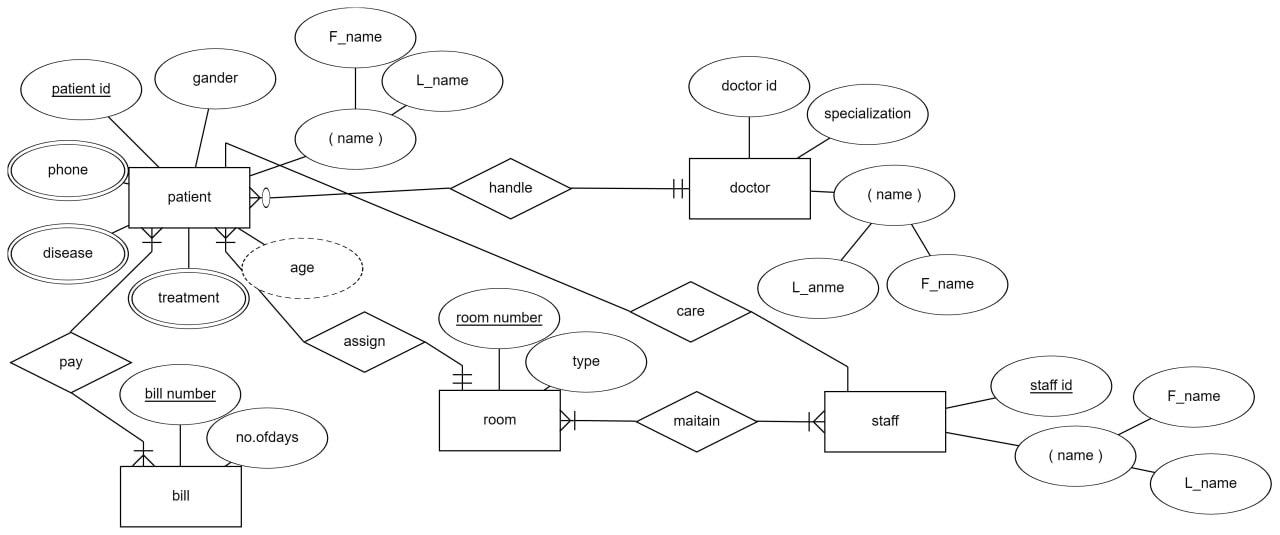 F_name
L_name
gander
patient id
( name )
phone
patient
disease
age
treatment
handle
doctor id
specialization
doctor
( name )
L_anme
F_name
care
room number
assign
type
pay
bill number
no.ofdays
room
maitain
staff
staff id
F_name
( name )
L_name
bill